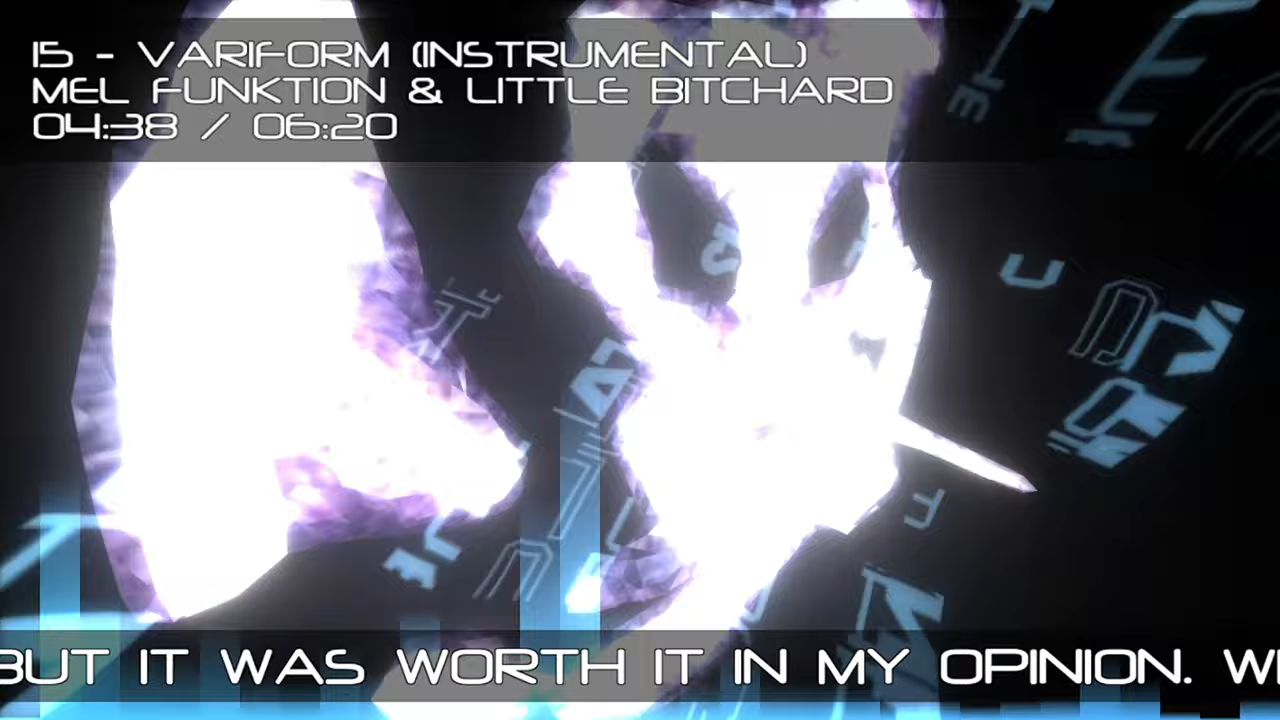 15 - VARIFORM (INSTRUMENTAL)
MEL FUNKTION & LITTLE BITCHARD
04:38 / 06:20
BUT IT WAS WORTH IT IN MY OPINION.